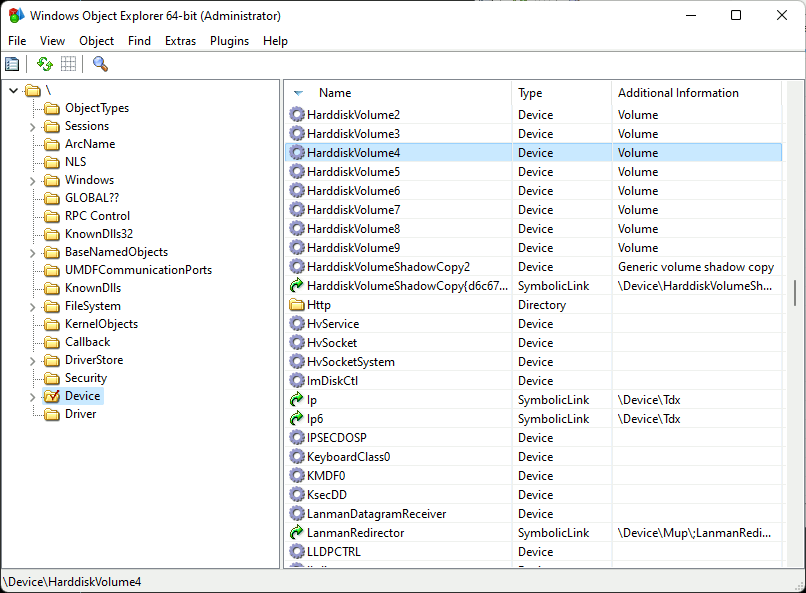 Windows Object Explorer 64-bit (Administrator)
File View Object Find Extras Plugins Help
\
ObjectTypes
Sessions
ArcName
NLS
Windows
GLOBAL??
RPC Control
KnownDlls32
BaseNamedObjects
UMDFCommunicationPorts
KnownDlls
FileSystem
KernelObjects
Callback
DriverStore
Security
Device
Driver
Name Type Additional Information
HarddiskVolume2 Device Volume
HarddiskVolume3 Device Volume
HarddiskVolume4 Device Volume
HarddiskVolume5 Device Volume
HarddiskVolume6 Device Volume
HarddiskVolume7 Device Volume
HarddiskVolume8 Device Volume
HarddiskVolume9 Device Volume
HarddiskVolumeShadowCopy2 Device Generic volume shadow copy
HarddiskVolumeShadowCopy{d6c67... SymbolicLink \Device\HarddiskVolumeSh...
Http Directory
HvService Device
HvSocket Device
HvSocketSystem Device
ImDiskCtl Device
Ip SymbolicLink \Device\Tdx
Ip6 SymbolicLink \Device\Tdx
IPSECDOSP Device
KeyboardClass0 Device
KMDF0 Device
KsecDD Device
LanmanDatagramReceiver Device
LanmanRedirector SymbolicLink \Device\Mup\;LanmanRedi...
LLDPCTRL Device
\Device\HarddiskVolume4